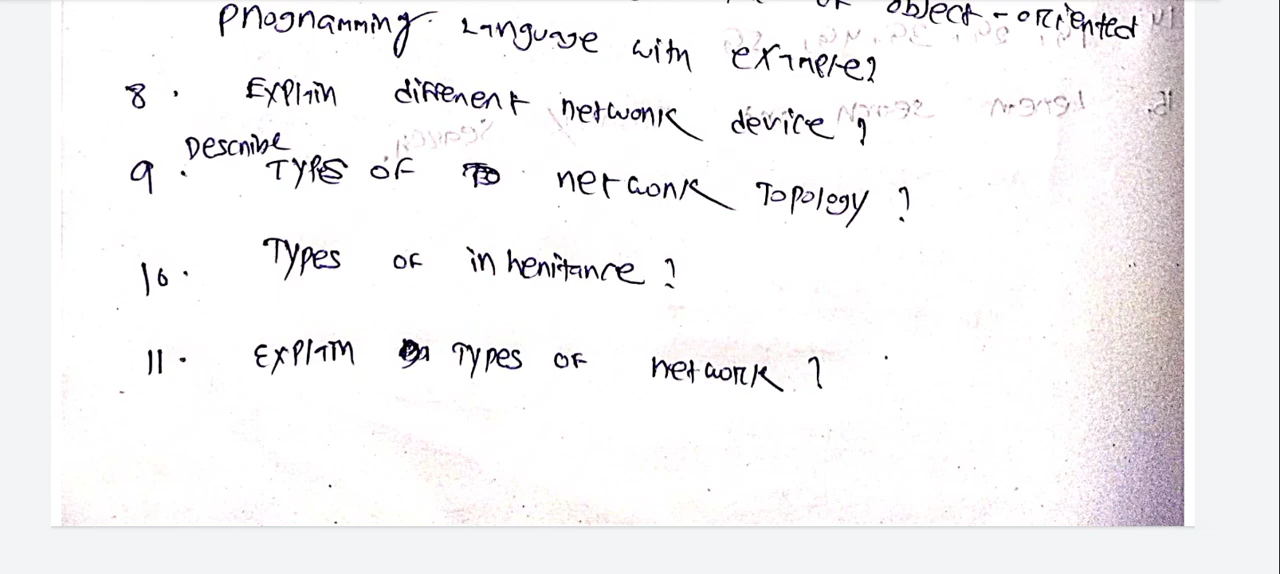 object-oriented
programming Language with example?
8. Explain different network device?
9. Describe Types of network Topology?
10. Types of inheritance?
11. Explain Types of network?